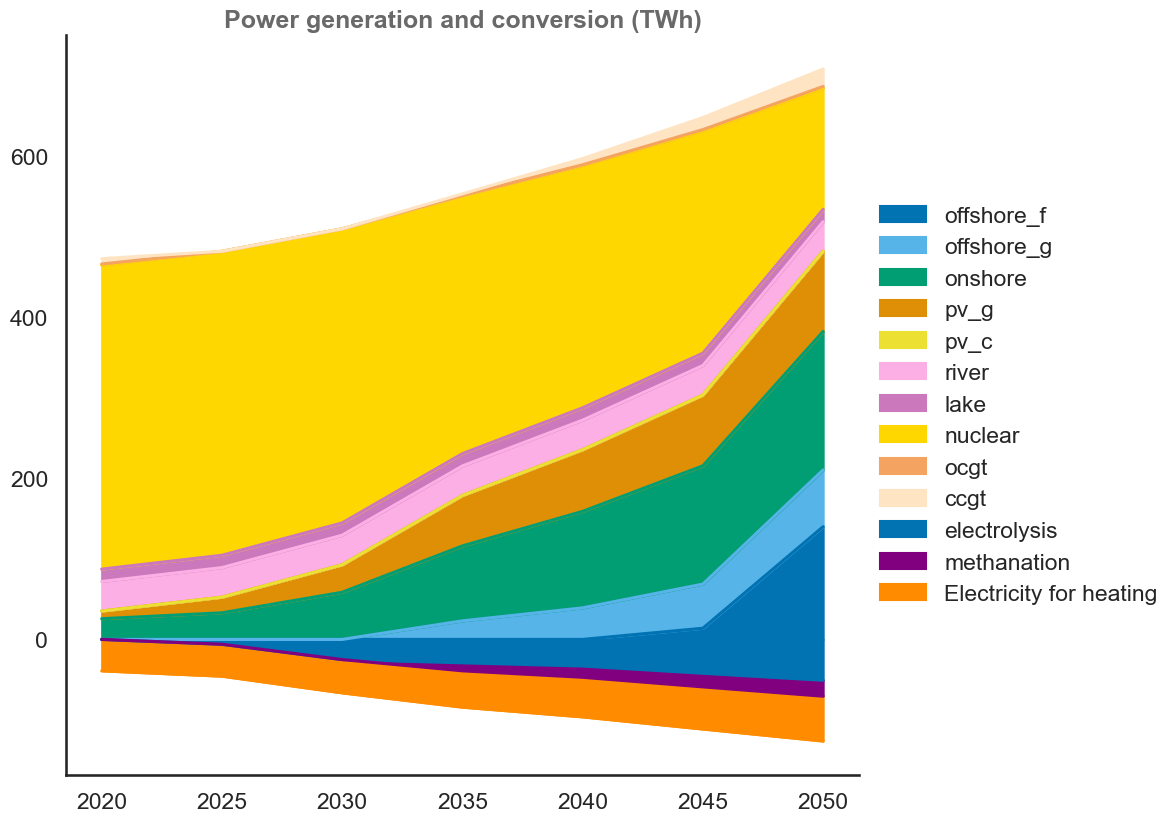 Power generation and conversion (TWh)
600
400
200
0
2020 2025 2030 2035 2040 2045 2050
offshore_f
offshore_g
onshore
pv_g
pv_c
river
lake
nuclear
ocgt
ccgt
electrolysis
methanation
Electricity for heating